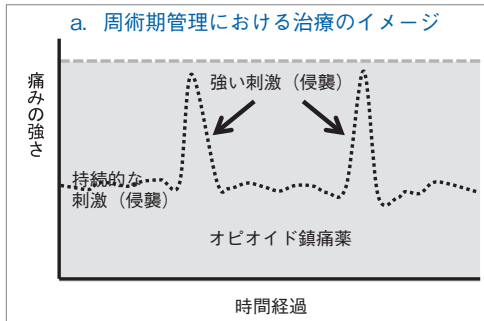 a. 周術期管理における治療のイメージ
痛みの強さ
強い刺激（侵襲）
持続的な
刺激（侵襲）
オピオイド鎮痛薬
時間経過